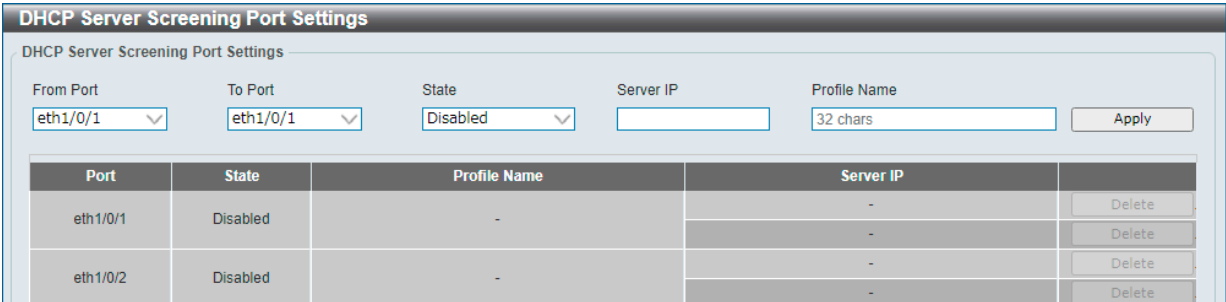 DHCP Server Screening Port Settings
DHCP Server Screening Port Settings
From Port To Port State Server IP Profile Name
eth1/0/1 eth1/0/1 Disabled 32 chars Apply
Port State Profile Name Server IP
eth1/0/1 Disabled - - Delete
- Delete
eth1/0/2 Disabled - - Delete
- Delete